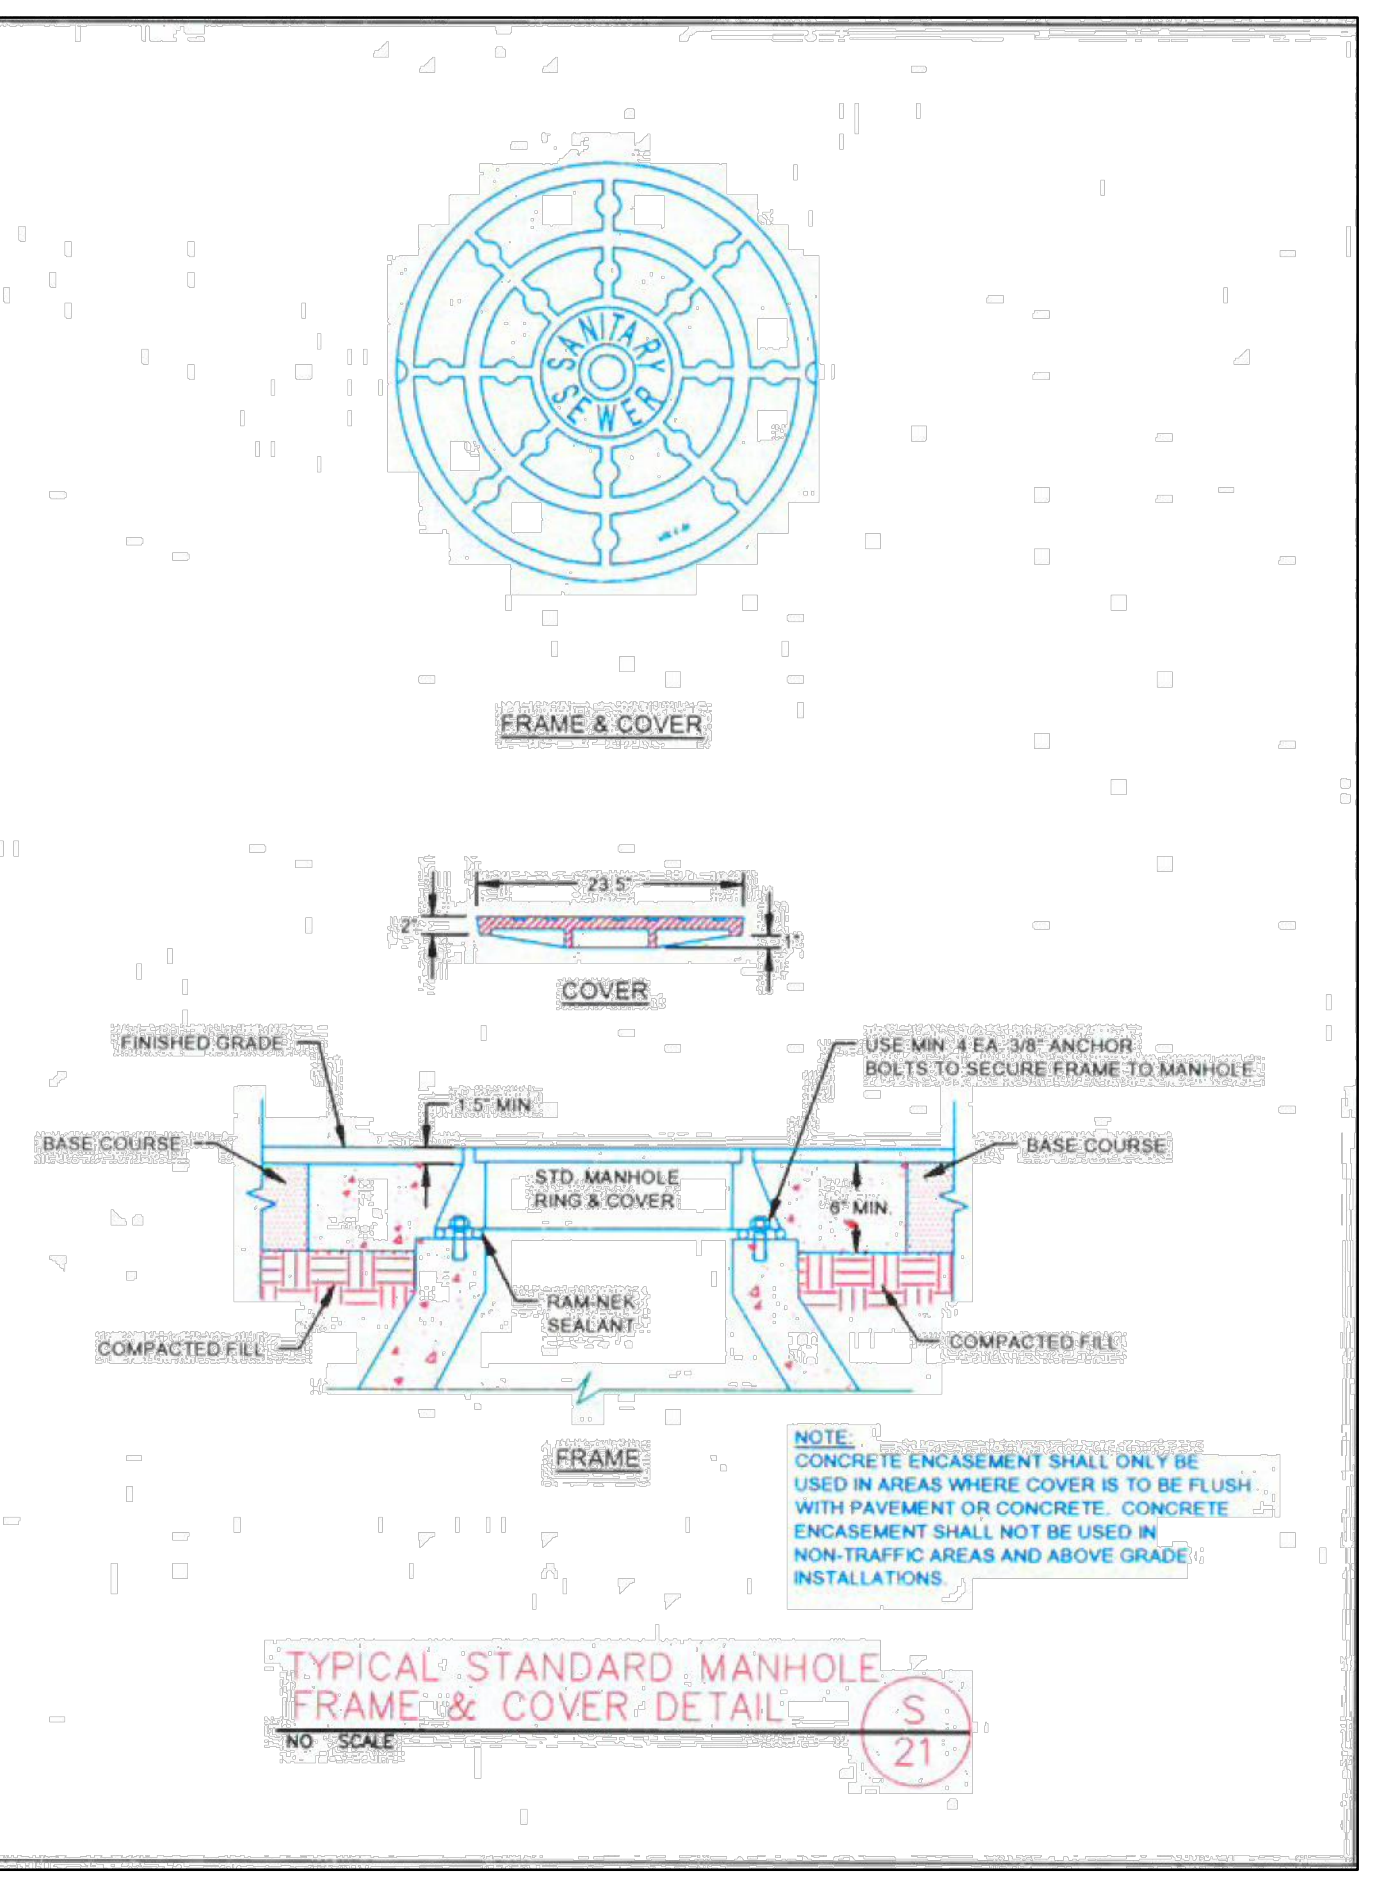 SANITARY
SEWER
FRAME & COVER
23.5"
2"
1"
COVER
FINISHED GRADE
USE MIN. 4 EA. 3/8" ANCHOR
BOLTS TO SECURE FRAME TO MANHOLE
1.5" MIN
BASE COURSE
BASE COURSE
STD. MANHOLE
RING & COVER
6" MIN.
RAM-NEK
SEALANT
COMPACTED FILL
COMPACTED FILL
FRAME
NOTE:
CONCRETE ENCASEMENT SHALL ONLY BE
USED IN AREAS WHERE COVER IS TO BE FLUSH
WITH PAVEMENT OR CONCRETE. CONCRETE
ENCASEMENT SHALL NOT BE USED IN
NON-TRAFFIC AREAS AND ABOVE GRADE
INSTALLATIONS.
TYPICAL STANDARD MANHOLE
FRAME & COVER DETAIL
NO SCALE
S
21